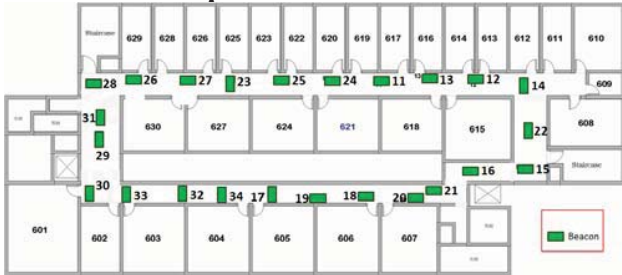 Staircase 629 628 626 625 623 622 620 619 617 616 614 613 612 611 610
28 26 27 23 25 24 11 13 12 14 609
31 630 627 624 621 618 615 22 608
29
16 15 Staircase
30 33 32 34 17 19 18 20 21
601 602 603 604 605 606 607
Beacon